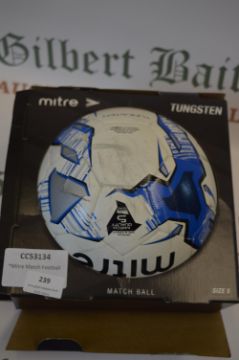 Gilbert Bait
mitre
TUNGSTEN
mitre
CCS3134
*Mitre Match Football
239
MATCH BALL
SIZE 5